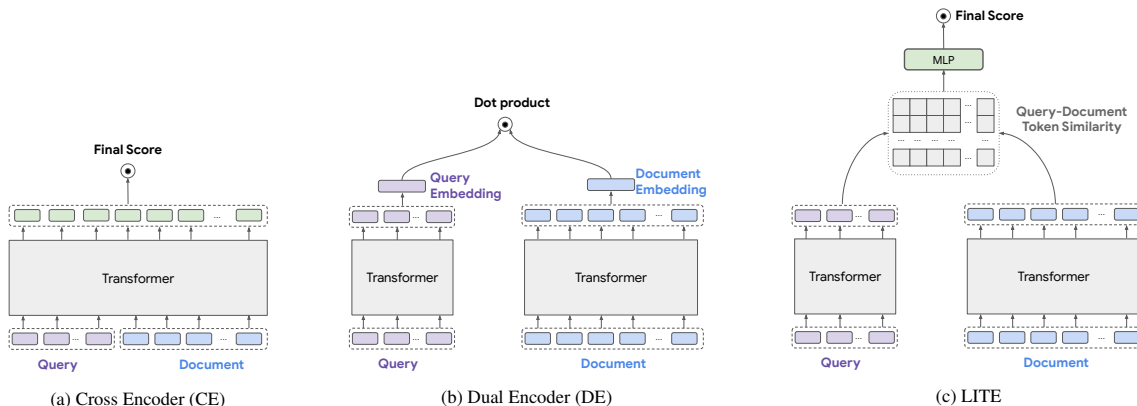 Final Score
Transformer
Query
Document
(a) Cross Encoder (CE)
Dot product
Query
Embedding
Document
Embedding
Transformer
Transformer
Query
Document
(b) Dual Encoder (DE)
Final Score
MLP
Query-Document
Token Similarity
Transformer
Transformer
Query
Document
(c) LITE